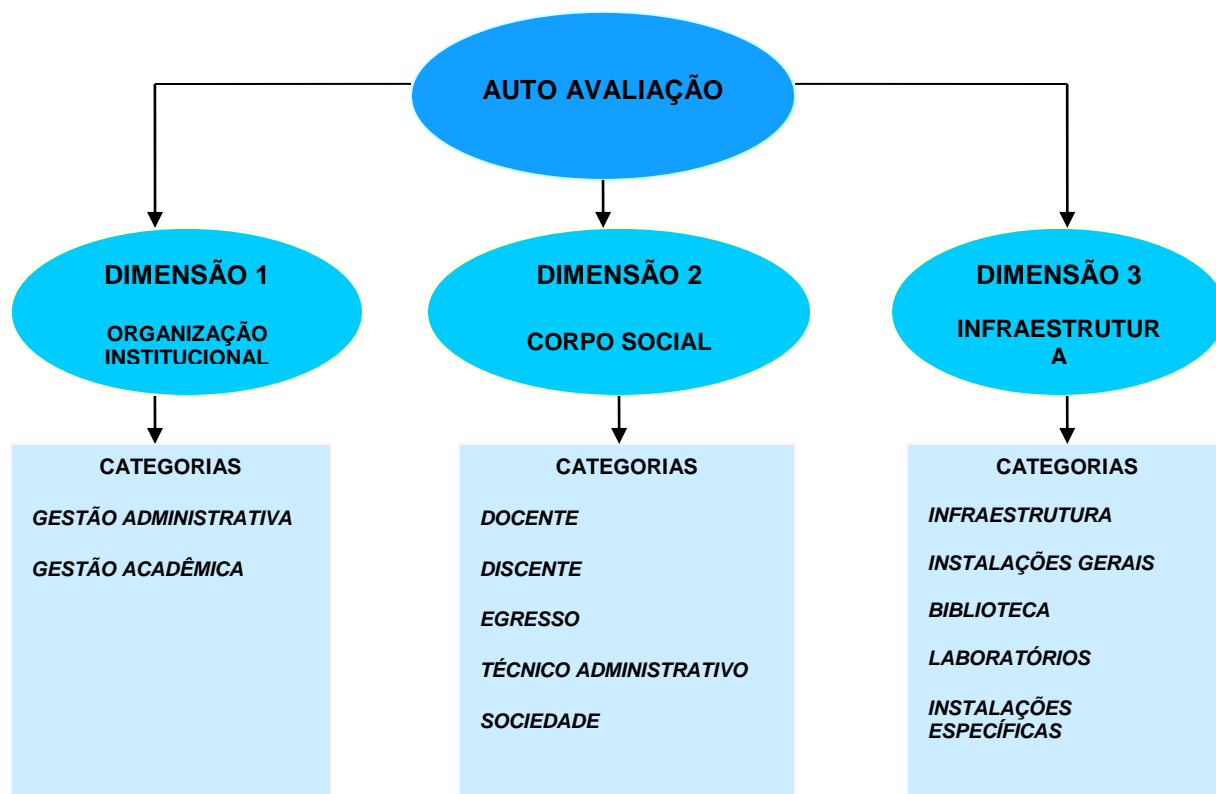 AUTO AVALIAÇÃO
DIMENSÃO 1
ORGANIZAÇÃO
INSTITUCIONAL
DIMENSÃO 2
CORPO SOCIAL
DIMENSÃO 3
INFRAESTRUTUR
A
CATEGORIAS
GESTÃO ADMINISTRATIVA
GESTÃO ACADÊMICA
CATEGORIAS
DOCENTE
DISCENTE
EGRESSO
TÉCNICO ADMINISTRATIVO
SOCIEDADE
CATEGORIAS
INFRAESTRUTURA
INSTALAÇÕES GERAIS
BIBLIOTECA
LABORATÓRIOS
INSTALAÇÕES
ESPECÍFICAS